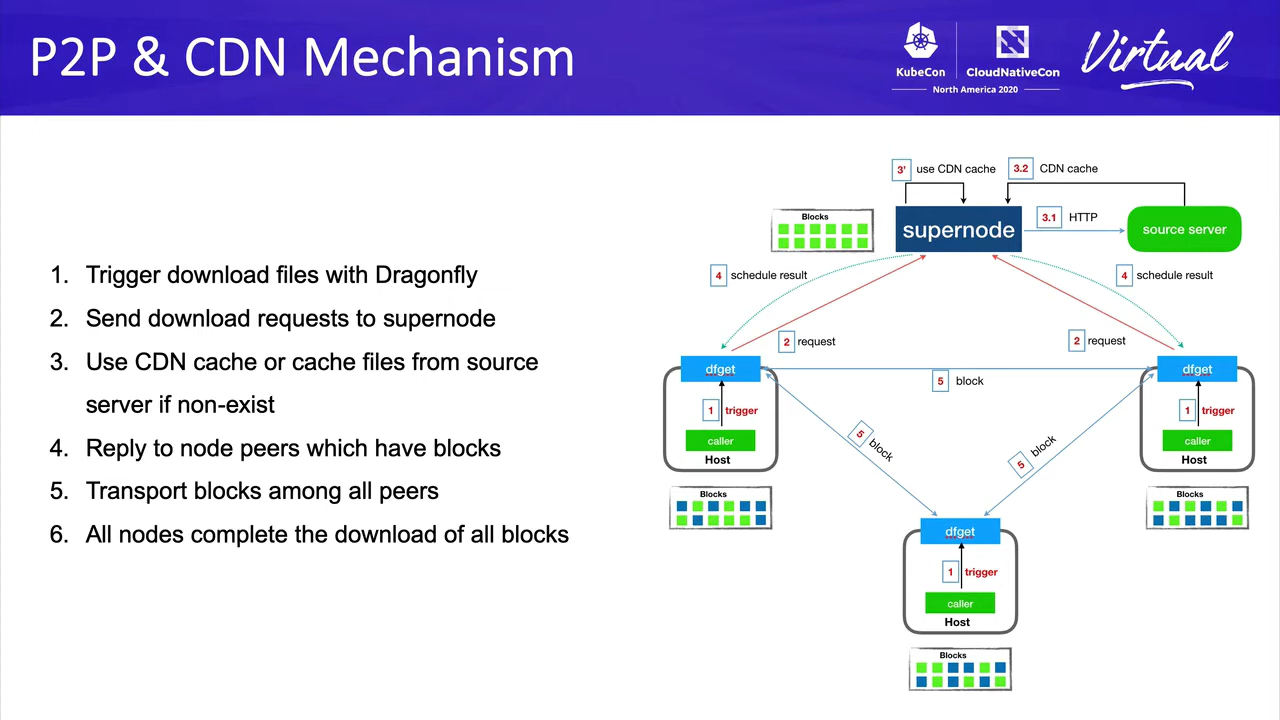 P2P & CDN Mechanism
KubeCon
CloudNativeCon
North America 2020
Virtual
1. Trigger download files with Dragonfly
2. Send download requests to supernode
3. Use CDN cache or cache files from source
server if non-exist
4. Reply to node peers which have blocks
5. Transport blocks among all peers
6. All nodes complete the download of all blocks
3' use CDN cache
3.2 CDN cache
Blocks
supernode
3.1 HTTP
source server
4 schedule result
4 schedule result
2 request
2 request
dfget
dfget
5 block
1 trigger
1 trigger
caller
caller
Host
Host
5 block
5 block
Blocks
Blocks
dfget
1 trigger
caller
Host
Blocks